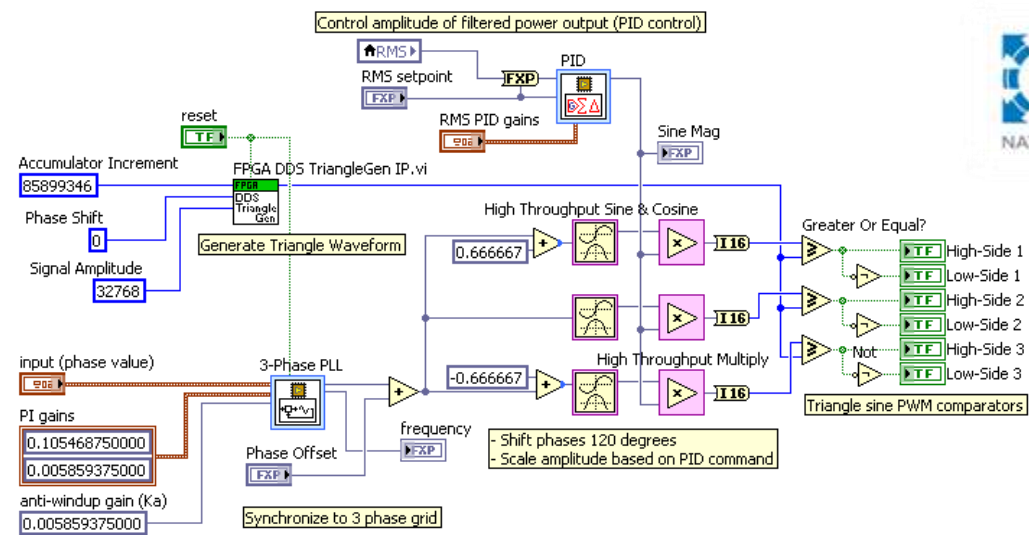 Control amplitude of filtered power output (PID control)
RMS
PID
RMS setpoint
FXP
FXP
RMS PID gains
reset
TF
Sine Mag
FXP
Accumulator Increment
85899346
FPGA DDS TriangleGen IP.vi
FPGA
DDS
Triangle
Gen
NA
Phase Shift
0
High Throughput Sine & Cosine
Greater Or Equal?
Generate Triangle Waveform
0.666667
I16
TF High-Side 1
Signal Amplitude
TF Low-Side 1
32768
TF High-Side 2
I16
TF Low-Side 2
input (phase value)
3-Phase PLL
High Throughput Multiply
Not
TF High-Side 3
-0.666667
TF Low-Side 3
I16
PI gains
Triangle sine PWM comparators
0.105468750000
0.005859375000
Phase Offset
FXP
frequency
FXP
- Shift phases 120 degrees
- Scale amplitude based on PID command
anti-windup gain (Ka)
0.005859375000
Synchronize to 3 phase grid